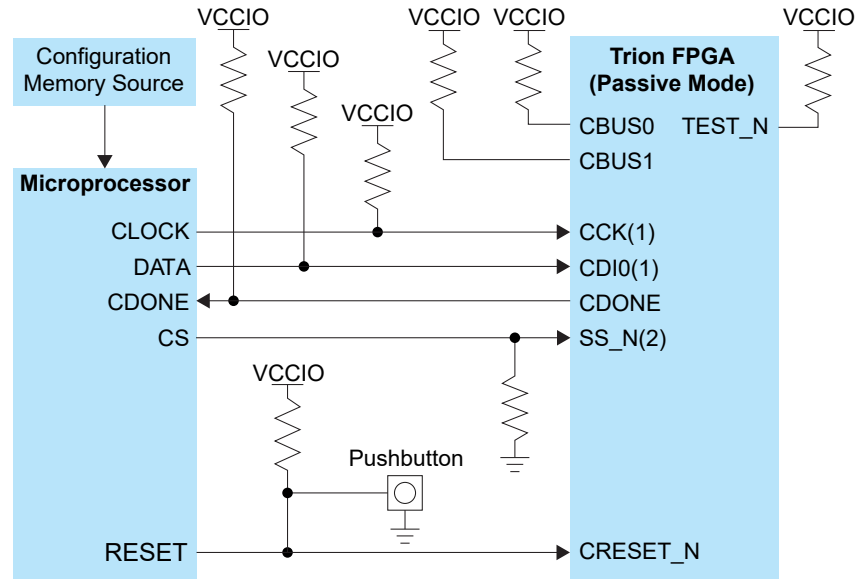 VCCIO
VCCIO
VCCIO
VCCIO
Configuration
Memory Source
VCCIO
Trion FPGA
(Passive Mode)
VCCIO
CBUS0
TEST_N
CBUS1
Microprocessor
CLOCK
CCK(1)
DATA
CDI0(1)
CDONE
CDONE
CS
SS_N(2)
VCCIO
Pushbutton
RESET
CRESET_N